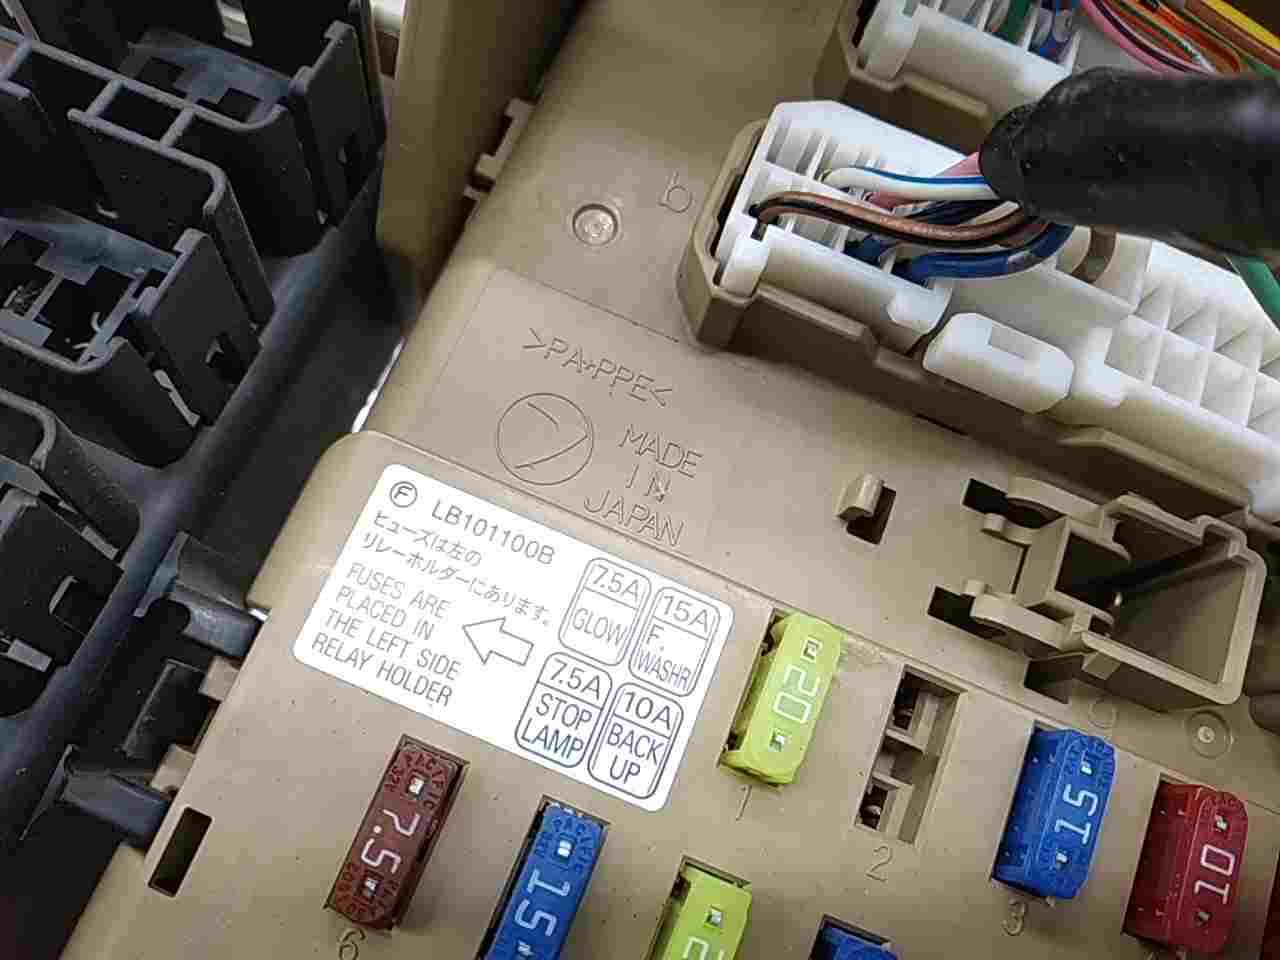 b
>PA+PPE<
MADE
IN
JAPAN
F LB101100B
ヒューズは左の
リレーホルダーにあります。
FUSES ARE
PLACED IN
THE LEFT SIDE
RELAY HOLDER
7.5A
GLOW
15A
F.
WASHR
7.5A
STOP
LAMP
10A
BACK
UP
20
1
2
15
3
10
7.5
6
15